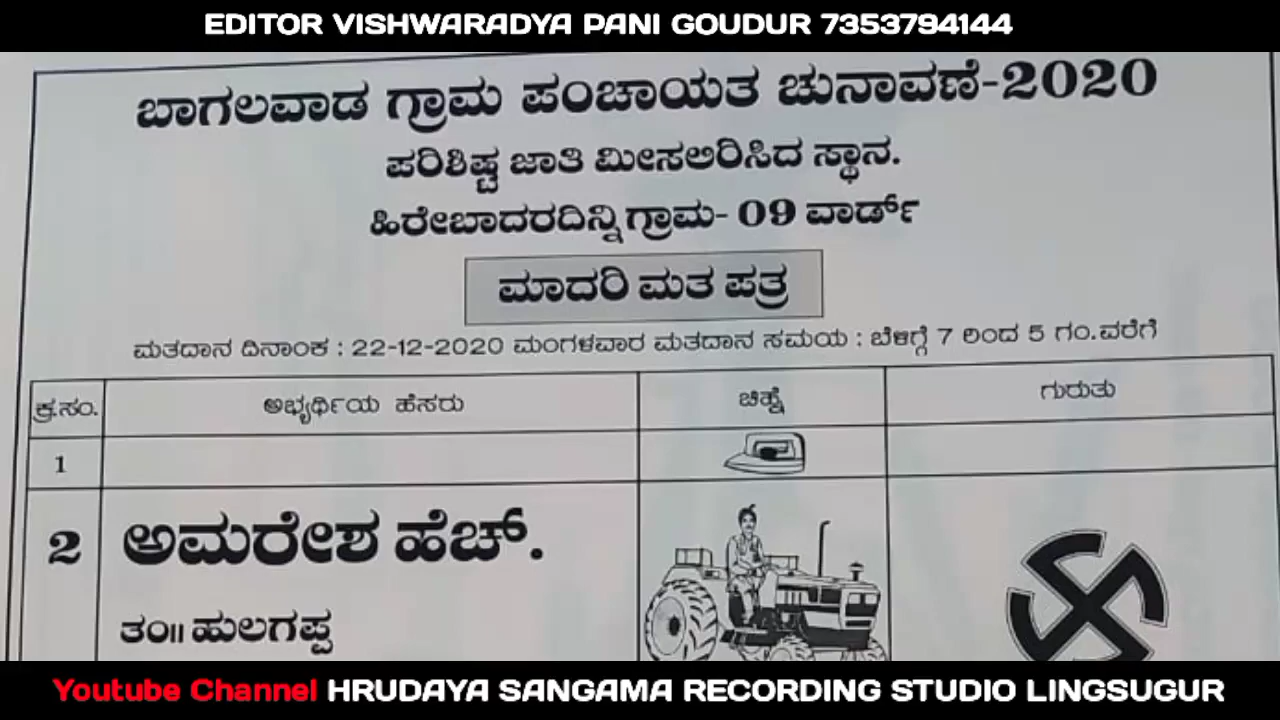 EDITOR VISHWARADYA PANI GOUDUR 7353794144
ಬಾಗಲವಾಡ ಗ್ರಾಮ ಪಂಚಾಯತ ಚುನಾವಣೆ-2020
ಪರಿಶಿಷ್ಟ ಜಾತಿ ಮೀಸಲಿರಿಸಿದ ಸ್ಥಾನ.
ಹಿರೇಬಾದರದಿನ್ನಿ ಗ್ರಾಮ- 09 ವಾರ್ಡ್
ಮಾದರಿ ಮತ ಪತ್ರ
ಮತದಾನ ದಿನಾಂಕ : 22-12-2020 ಮಂಗಳವಾರ ಮತದಾನ ಸಮಯ : ಬೆಳಿಗ್ಗೆ 7 ರಿಂದ 5 ಗಂ.ವರೆಗೆ
ಕ್ರ.ಸಂ. ಅಭ್ಯರ್ಥಿಯ ಹೆಸರು ಚಿಹ್ನೆ ಗುರುತು
1
2 ಅಮರೇಶ ಹೆಚ್.
ತಂ॥ ಹುಲಗಪ್ಪ
Youtube Channel HRUDAYA SANGAMA RECORDING STUDIO LINGSUGUR